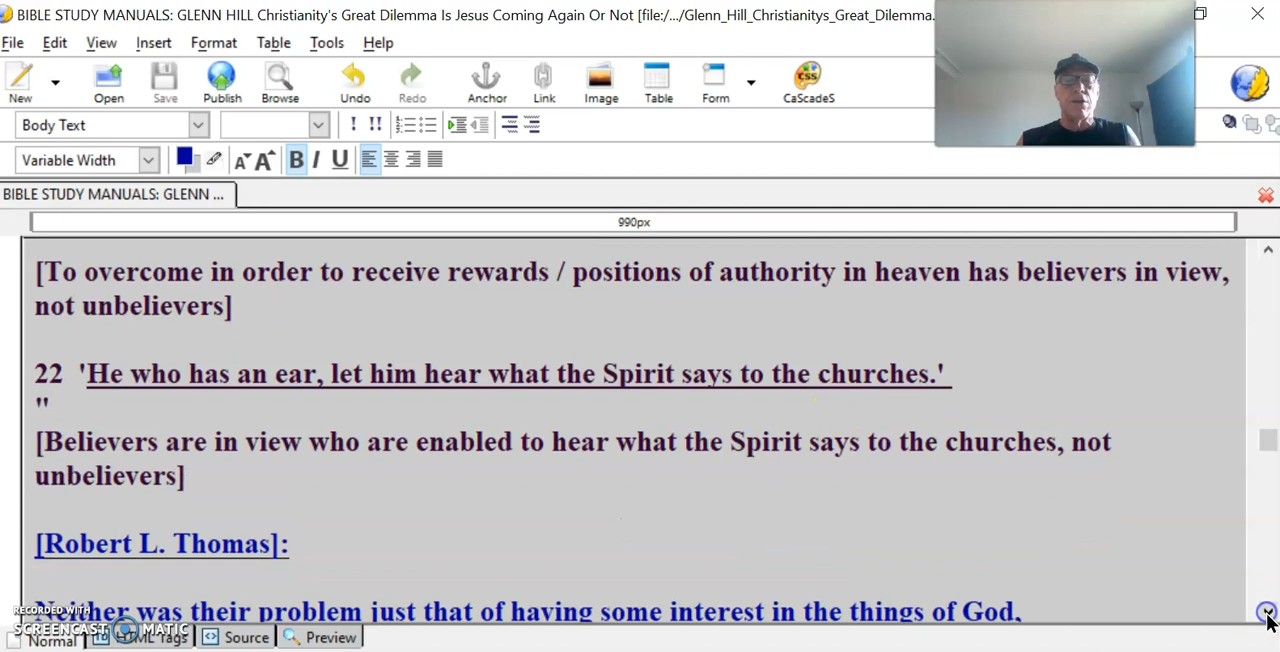 BIBLE STUDY MANUALS: GLENN HILL Christianity's Great Dilemma Is Jesus Coming Again Or Not [file:/.../Glenn_Hill_Christianitys_Great_Dilemma.
File Edit View Insert Format Table Tools Help
New Open Save Publish Browse Undo Redo Anchor Link Image Table Form CaScadeS
Body Text
Variable Width
BIBLE STUDY MANUALS: GLENN ...
990px
[To overcome in order to receive rewards / positions of authority in heaven has believers in view,
not unbelievers]
22 'He who has an ear, let him hear what the Spirit says to the churches.'
"
[Believers are in view who are enabled to hear what the Spirit says to the churches, not
unbelievers]
[Robert L. Thomas]:
Neither was their problem just that of having some interest in the things of God,
RECORDED WITH
SCREENCAST MATIC
Normal HTML Tags Source Preview